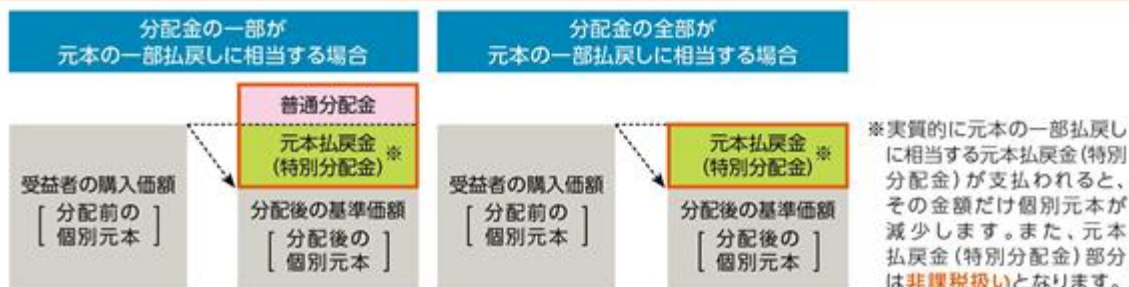 分配金の一部が
元本の一部払戻しに相当する場合
普通分配金
元本払戻金
(特別分配金) ※
受益者の購入価額
[ 分配前の
個別元本 ]
分配後の基準価額
[ 分配後の
個別元本 ]
分配金の全部が
元本の一部払戻しに相当する場合
元本払戻金
(特別分配金) ※
受益者の購入価額
[ 分配前の
個別元本 ]
分配後の基準価額
[ 分配後の
個別元本 ]
※実質的に元本の一部払戻し
に相当する元本払戻金(特別
分配金)が支払われると、
その金額だけ個別元本が
減少します。また、元本
払戻金(特別分配金)部分
は非課税扱いとなります。